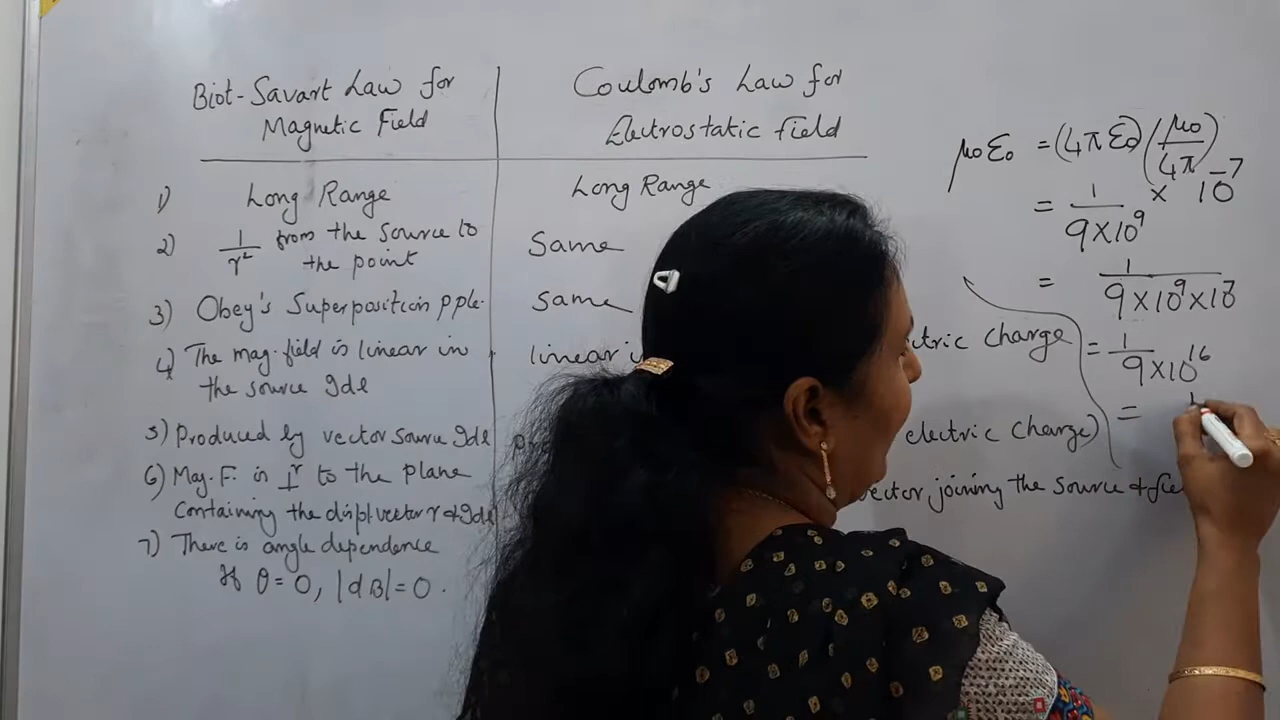 Biot-Savart Law for
Magnetic Field
1) Long Range
2) 1/r² from the source to
the point
3) Obey's Superposition pple.
4) The mag. field is linear in
the source Idl
5) Produced by vector source Idl
6) Mag. F. is ⊥r to the plane
containing the displ vector r & Idl
7) There is angle dependence
If θ = 0, |dB| = 0.
Coulomb's Law for
Electrostatic field
Long Range
Same
Same
linear i
tric charge
electric charge)
vector joining the source &
μ₀ε₀ = (4πε₀)(μ₀/4π)
= 1/9×10⁹ × 10⁻⁷
= 1/9×10⁹×10⁷
= 1/9×10¹⁶
=